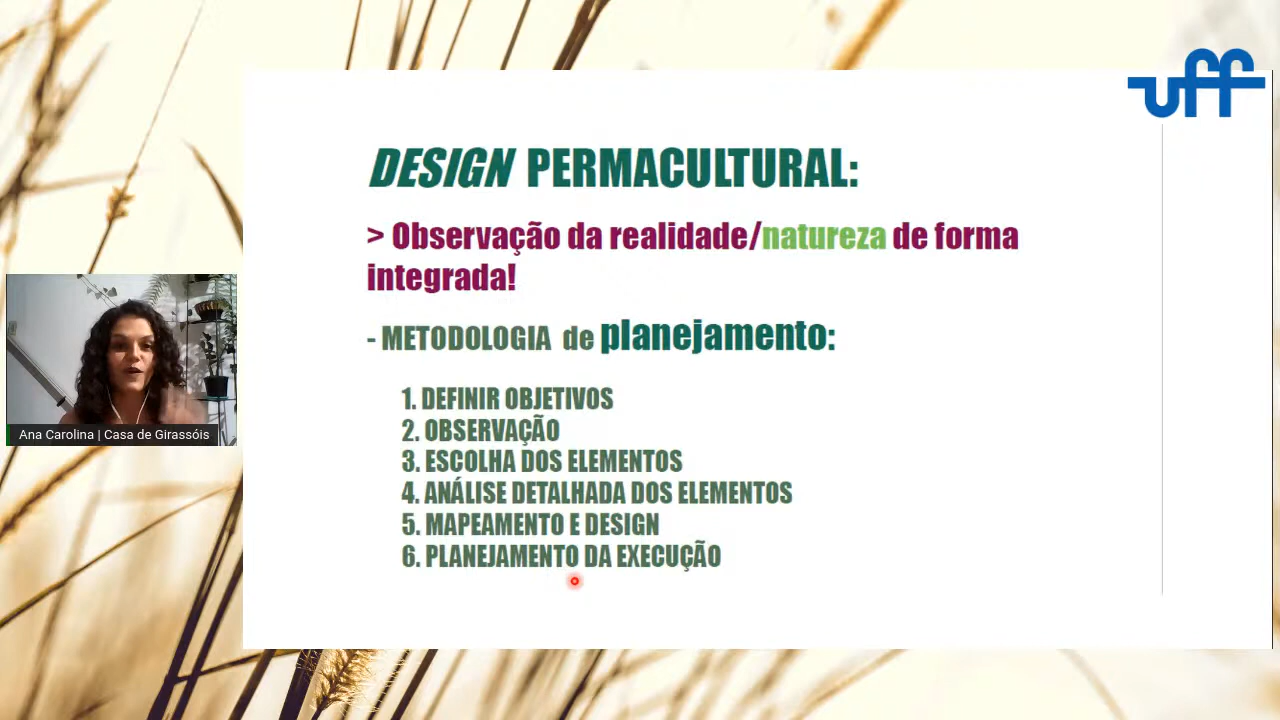 uff
DESIGN PERMACULTURAL:
> Observação da realidade/natureza de forma
integrada!
- METODOLOGIA de planejamento:
1. DEFINIR OBJETIVOS
2. OBSERVAÇÃO
3. ESCOLHA DOS ELEMENTOS
4. ANÁLISE DETALHADA DOS ELEMENTOS
5. MAPEAMENTO E DESIGN
6. PLANEJAMENTO DA EXECUÇÃO
Ana Carolina | Casa de Girassóis